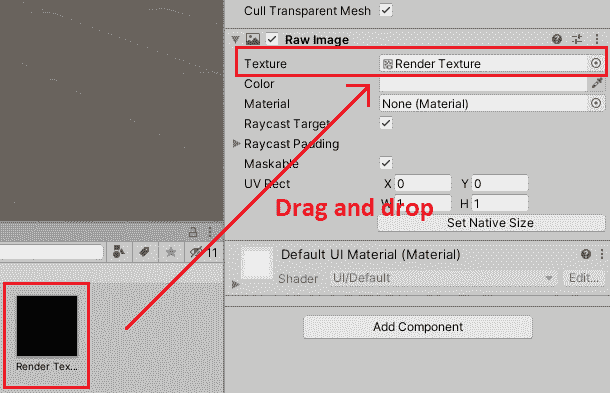 Cull Transparent Mesh
Raw Image
Texture
Render Texture
Color
Material
None (Material)
Raycast Target
Raycast Padding
Maskable
UV Rect
X 0
Y 0
W 1
H 1
Drag and drop
Set Native Size
11
Default UI Material (Material)
Shader
UI/Default
Edit...
Render Tex...
Add Component